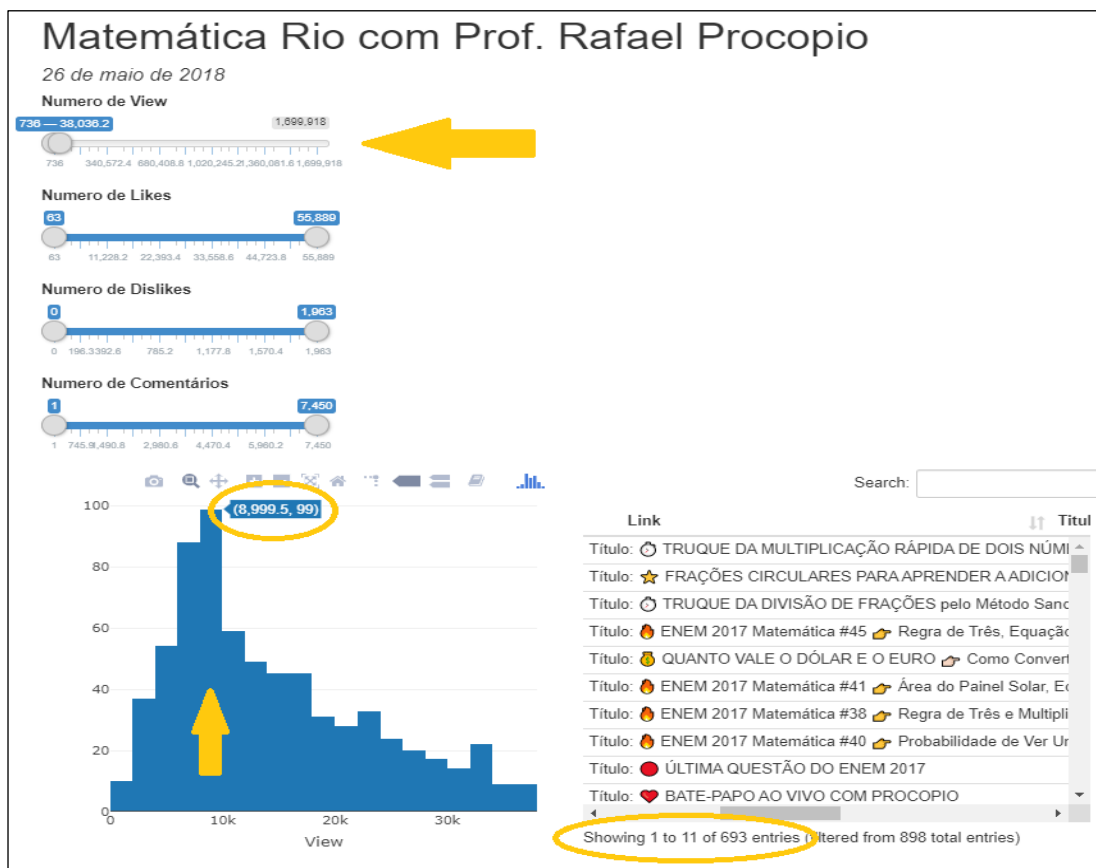 Matemática Rio com Prof. Rafael Procopio
26 de maio de 2018
Numero de View
736 — 38,036.2 1,699,918
736 340,572.4 680,408.8 1,020,245.2 1,360,081.6 1,699,918
Numero de Likes
63 55,889
63 11,228.2 22,393.4 33,558.6 44,723.8 55,889
Numero de Dislikes
0 1,963
0 196.3 392.6 785.2 1,177.8 1,570.4 1,963
Numero de Comentários
1 7,450
1 745.9 1,490.8 2,980.6 4,470.4 5,960.2 7,450
(8,999.5, 99)
100
80
60
40
20
0
0 10k 20k 30k
View
Search:
Link Titul
Título: ⏱ TRUQUE DA MULTIPLICAÇÃO RÁPIDA DE DOIS NÚM
Título: ⭐ FRAÇÕES CIRCULARES PARA APRENDER A ADICION
Título: ⏱ TRUQUE DA DIVISÃO DE FRAÇÕES pelo Método Sanc
Título: 🔥 ENEM 2017 Matemática #45 👉 Regra de Três, Equaçã
Título: 💰 QUANTO VALE O DÓLAR E O EURO 👉 Como Convert
Título: 🔥 ENEM 2017 Matemática #41 👉 Área do Painel Solar, Ec
Título: 🔥 ENEM 2017 Matemática #38 👉 Regra de Três e Multipli
Título: 🔥 ENEM 2017 Matemática #40 👉 Probabilidade de Ver Ur
Título: 🔴 ÚLTIMA QUESTÃO DO ENEM 2017
Título: ❤ BATE-PAPO AO VIVO COM PROCOPIO
Showing 1 to 11 of 693 entries (filtered from 898 total entries)